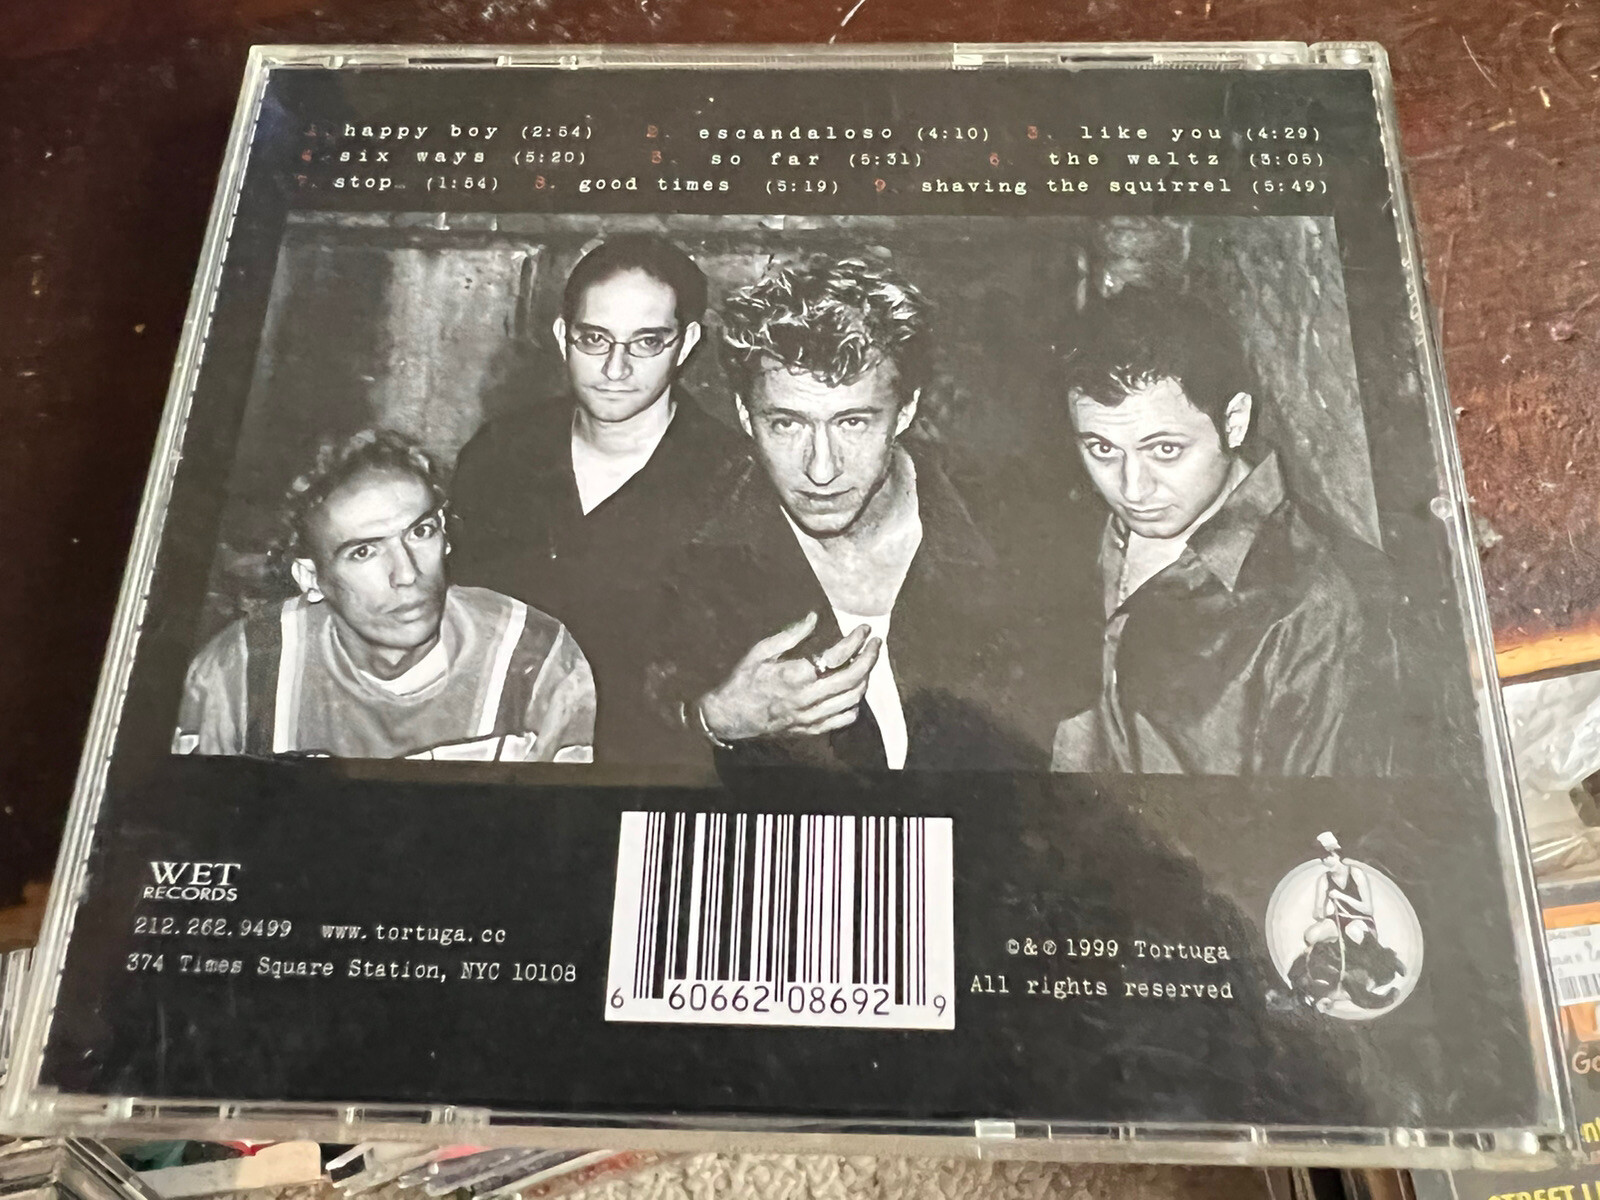 1. happy boy (2:54) 2. escandaloso (4:10) 3. like you (4:29)
4. six ways (5:20) 5. so far (5:31) 6. the waltz (3:05)
7. stop (1:54) 8. good times (5:19) 9. shaving the squirrel (5:49)
WET
RECORDS
212.262.9499 www.tortuga.cc
374 Times Square Station, NYC 10108
6 60662 08692 9
©&℗ 1999 Tortuga
All rights reserved